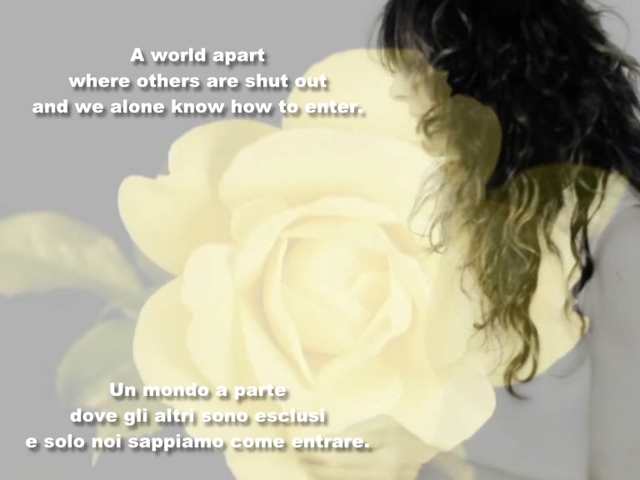 A world apart
where others are shut out
and we alone know how to enter.
Un mondo a parte
dove gli altri sono esclusi
e solo noi sappiamo come entrare.